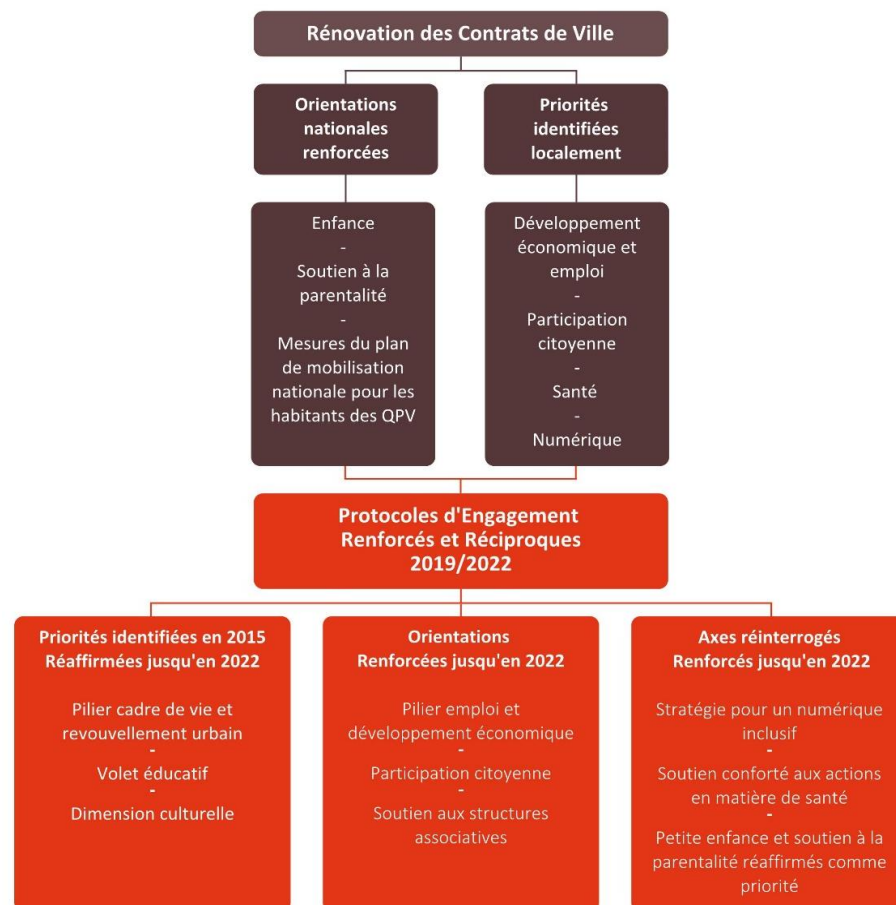 Rénovation des Contrats de Ville
Orientations
nationales
renforcées
Priorités
identifiées
localement
Enfance
-
Soutien à la
parentalité
-
Mesures du plan
de mobilisation
nationale pour les
habitants des QPV
Développement
économique et
emploi
-
Participation
citoyenne
-
Santé
-
Numérique
Protocoles d'Engagement
Renforcés et Réciproques
2019/2022
Priorités identifiées en 2015
Réaffirmées jusqu'en 2022
Pilier cadre de vie et
revouvellement urbain
-
Volet éducatif
-
Dimension culturelle
Orientations
Renforcées jusqu'en 2022
Pilier emploi et
développement économique
-
Participation citoyenne
-
Soutien aux structures
associatives
Axes réinterrogés
Renforcés jusqu'en 2022
Stratégie pour un numérique
inclusif
-
Soutien conforté aux actions
en matière de santé
-
Petite enfance et soutien à la
parentalité réaffirmés comme
priorité